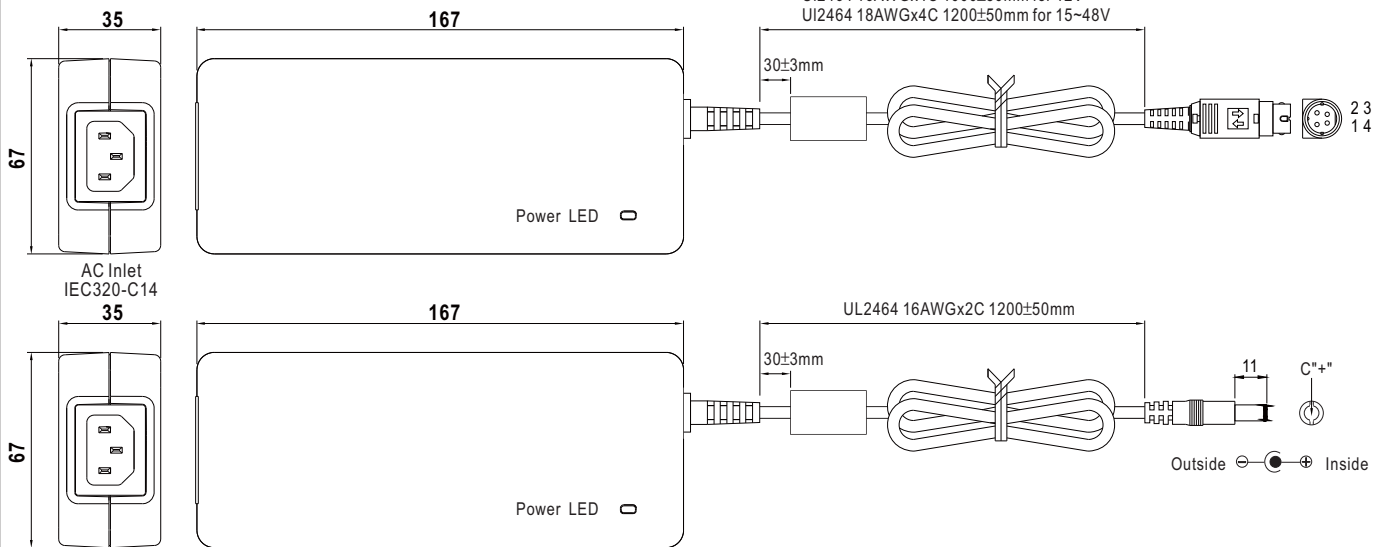 35
167
UI2464 18AWGx4C 1200±50mm for 15~48V
30±3mm
67
2 3
1 4
Power LED
AC Inlet
IEC320-C14
35
167
UL2464 16AWGx2C 1200±50mm
30±3mm
11
C"+"
67
Outside
Inside
Power LED